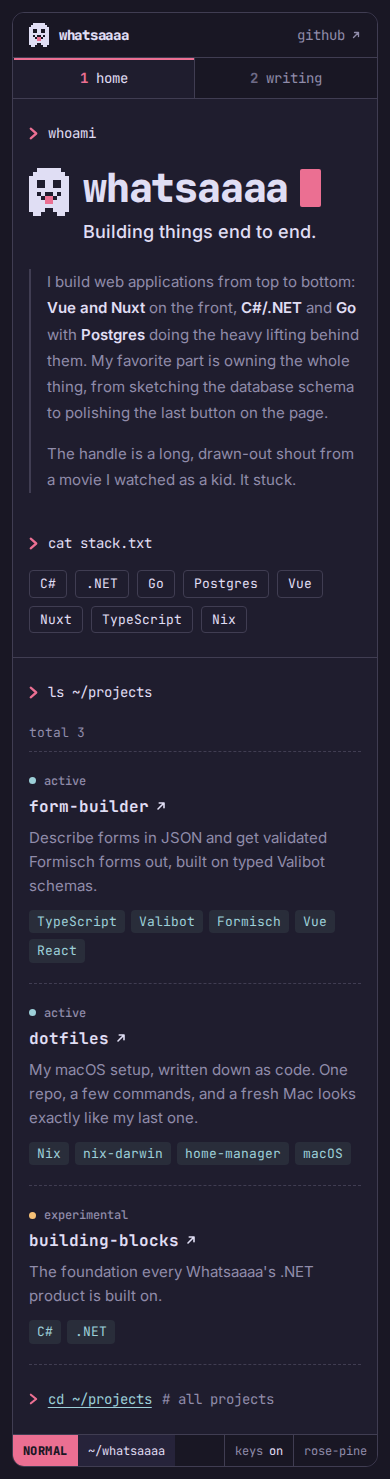 whatsaaaa github ↗
1 home 2 writing
❯ whoami
whatsaaaa
Building things end to end.
I build web applications from top to bottom:
Vue and Nuxt on the front, C#/.NET and Go
with Postgres doing the heavy lifting behind
them. My favorite part is owning the whole
thing, from sketching the database schema
to polishing the last button on the page.
The handle is a long, drawn-out shout from
a movie I watched as a kid. It stuck.
❯ cat stack.txt
C# .NET Go Postgres Vue
Nuxt TypeScript Nix
❯ ls ~/projects
total 3
active
form-builder ↗
Describe forms in JSON and get validated
Formisch forms out, built on typed Valibot
schemas.
TypeScript Valibot Formisch Vue
React
active
dotfiles ↗
My macOS setup, written down as code. One
repo, a few commands, and a fresh Mac looks
exactly like my last one.
Nix nix-darwin home-manager macOS
experimental
building-blocks ↗
The foundation every Whatsaaaa's .NET
product is built on.
C# .NET
❯ cd ~/projects # all projects
NORMAL ~/whatsaaaa keys on rose-pine